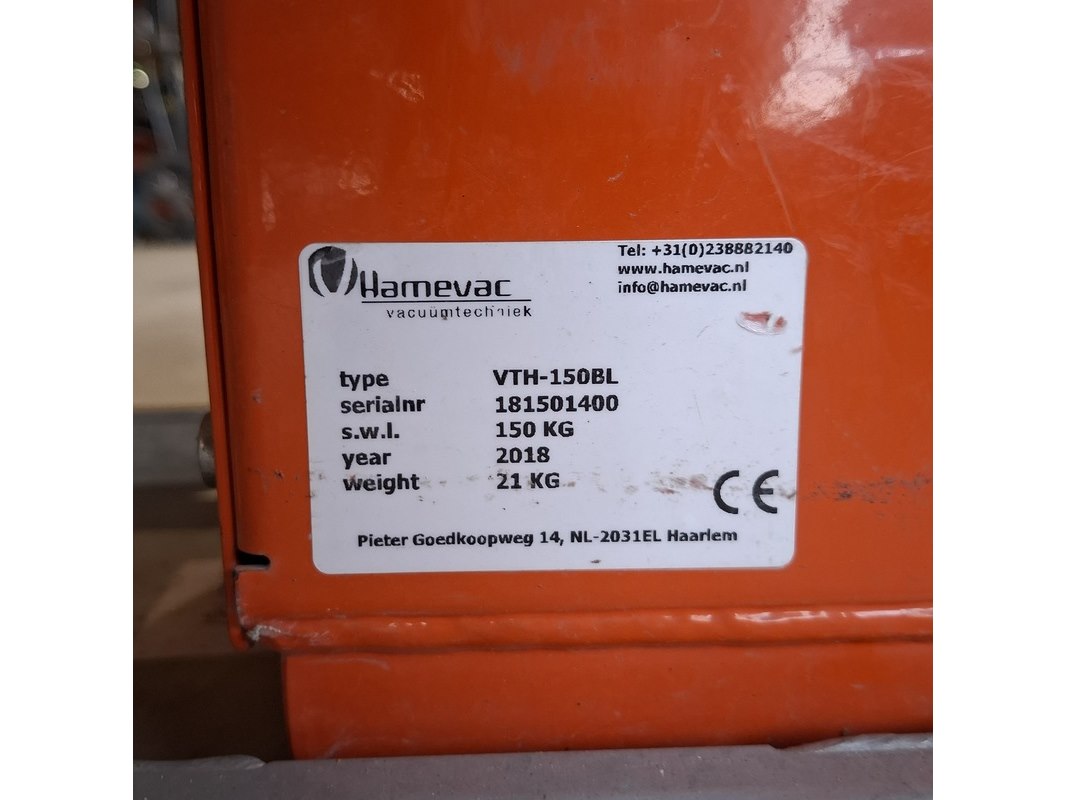 Hamevac
vacuümtechniek
Tel: +31(0)238882140
www.hamevac.nl
info@hamevac.nl
type VTH-150BL
serialnr 181501400
s.w.l. 150 KG
year 2018
weight 21 KG
CE
Pieter Goedkoopweg 14, NL-2031EL Haarlem